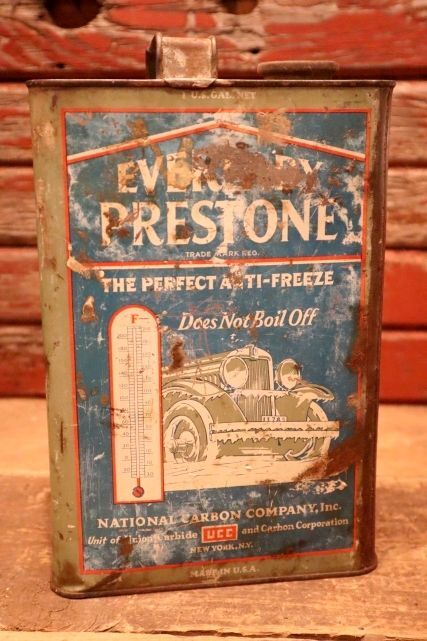 1 U.S. GAL. NET
EVEREADY
PRESTONE
TRADE MARK REG.
THE PERFECT ANTI-FREEZE
Does Not Boil Off
F
NATIONAL CARBON COMPANY, Inc.
Unit of Union Carbide UCC and Carbon Corporation
NEW YORK, N.Y.
MADE IN U.S.A.